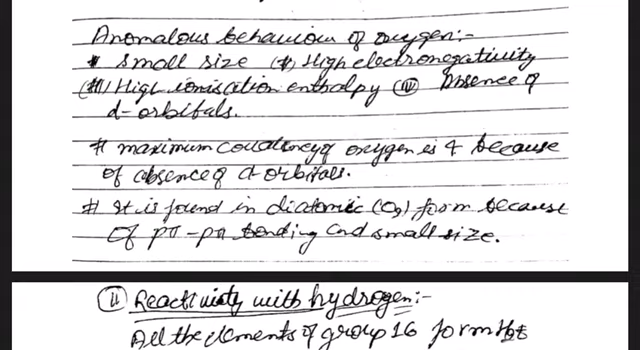 Anomalous behaviour of oxygen:-
* small size (*) High electronegativity
(iii) High ionisation enthalpy (iv) Absence of
d-orbitals.
# maximum covalency of oxygen is 4 because
of absence of d orbitals.
# It is found in diatomic (O2) form because
of pπ-pπ bonding and small size.
(ii) Reactivity with hydrogen:-
All the elements of group 16 form H2E